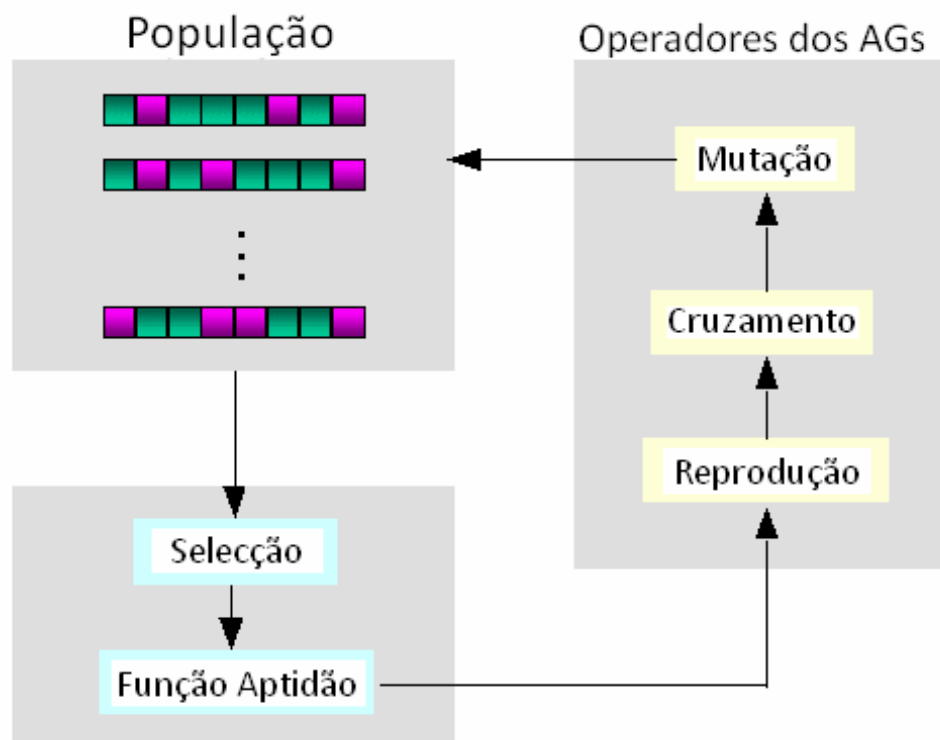 População
Operadores dos AGs
Mutação
Cruzamento
Reprodução
Selecção
Função Aptidão